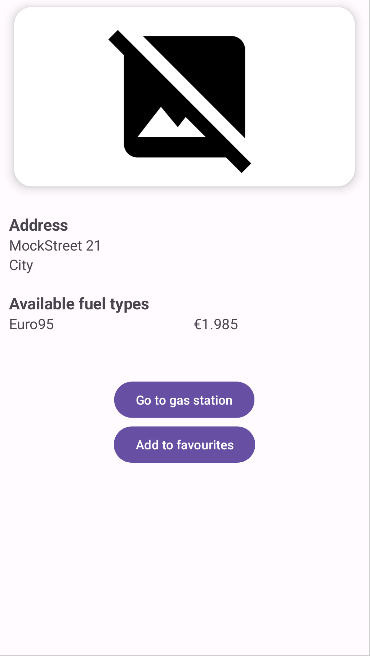 Address
MockStreet 21
City
Available fuel types
Euro95 €1.985
Go to gas station
Add to favourites